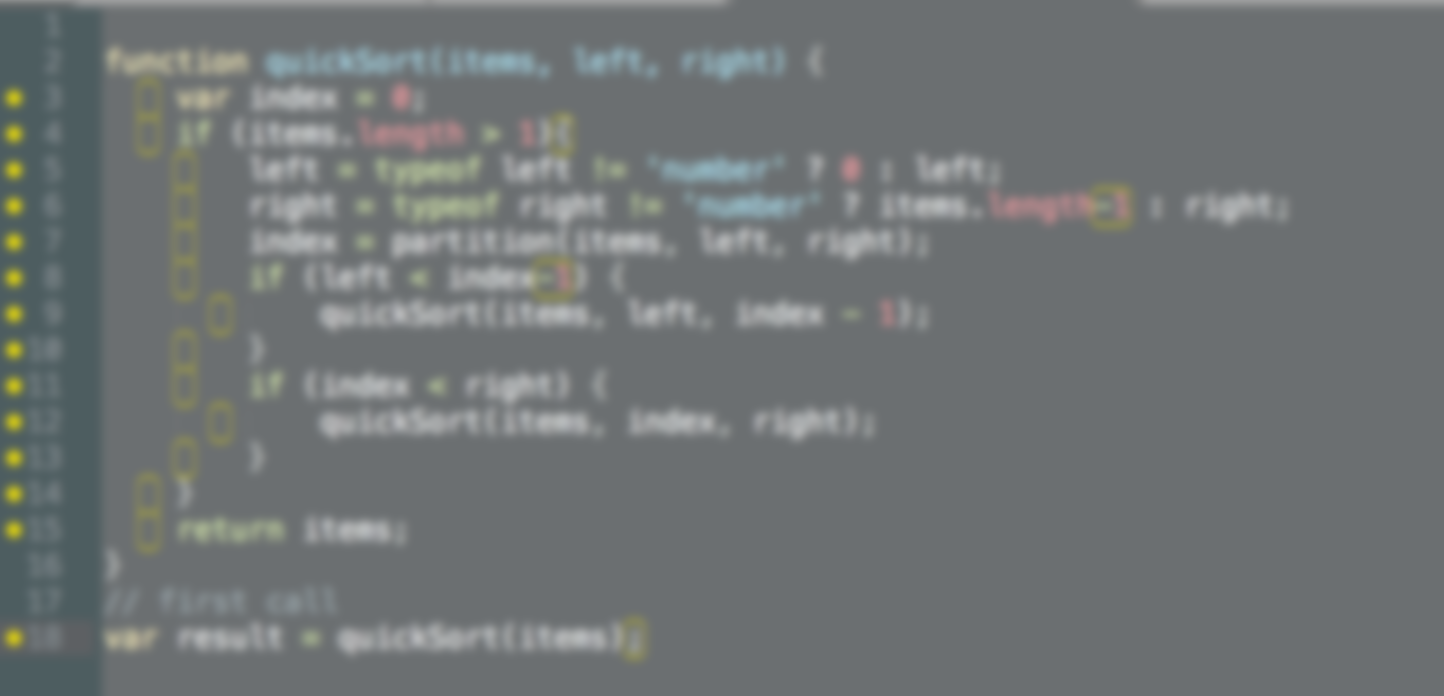 1
2 function quickSort(items, left, right) {
3 var index = 0;
4 if (items.length > 1){
5 left = typeof left != 'number' ? 0 : left;
6 right = typeof right != 'number' ? items.length-1 : right;
7 index = partition(items, left, right);
8 if (left < index-1) {
9 quickSort(items, left, index - 1);
10 }
11 if (index < right) {
12 quickSort(items, index, right);
13 }
14 }
15 return items;
16 }
17 // first call
18 var result = quickSort(items);